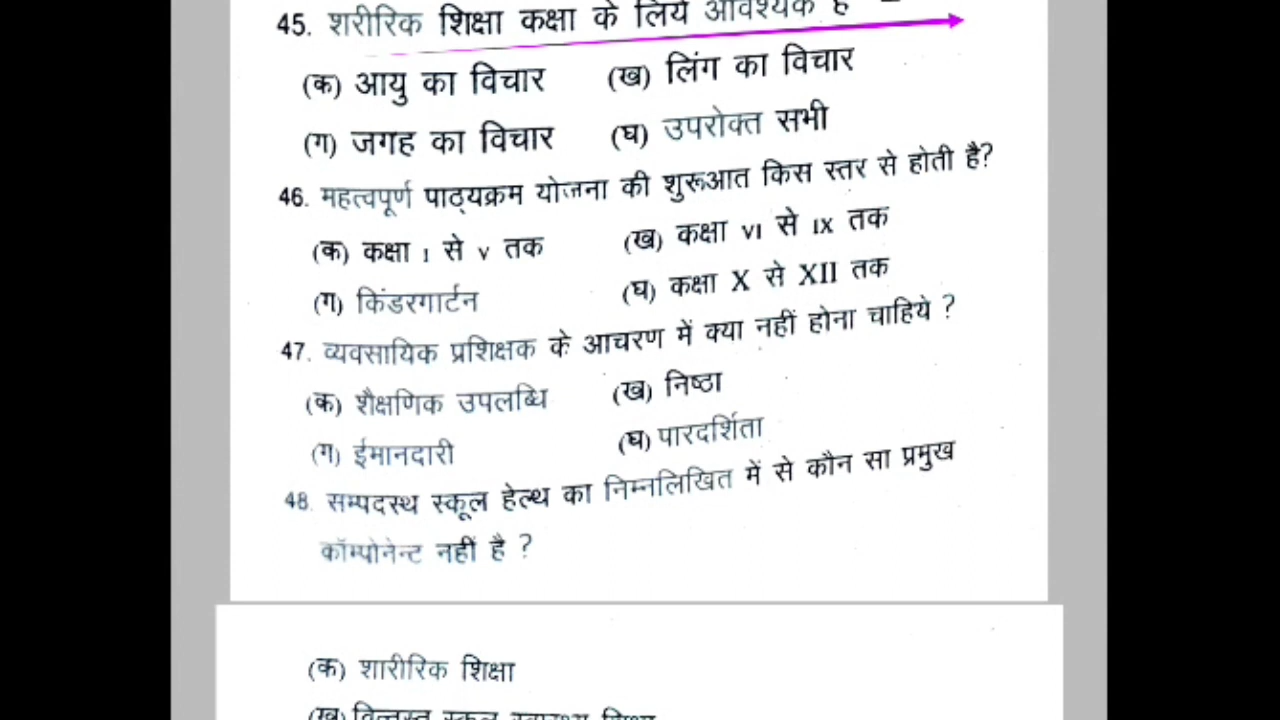 45. शरीरिक शिक्षा कक्षा के लिये आवश्यक है –
(क) आयु का विचार (ख) लिंग का विचार
(ग) जगह का विचार (घ) उपरोक्त सभी
46. महत्वपूर्ण पाठ्यक्रम योजना की शुरूआत किस स्तर से होती है?
(क) कक्षा I से V तक (ख) कक्षा VI से IX तक
(ग) किंडरगार्टन (घ) कक्षा X से XII तक
47. व्यवसायिक प्रशिक्षक के आचरण में क्या नहीं होना चाहिये ?
(क) शैक्षणिक उपलब्धि (ख) निष्ठा
(ग) ईमानदारी (घ) पारदर्शिता
48. सम्पदस्थ स्कूल हेल्थ का निम्नलिखित में से कौन सा प्रमुख
कॉम्पोनेन्ट नहीं है ?
(क) शारीरिक शिक्षा
(ख) स्कूल शिक्षा